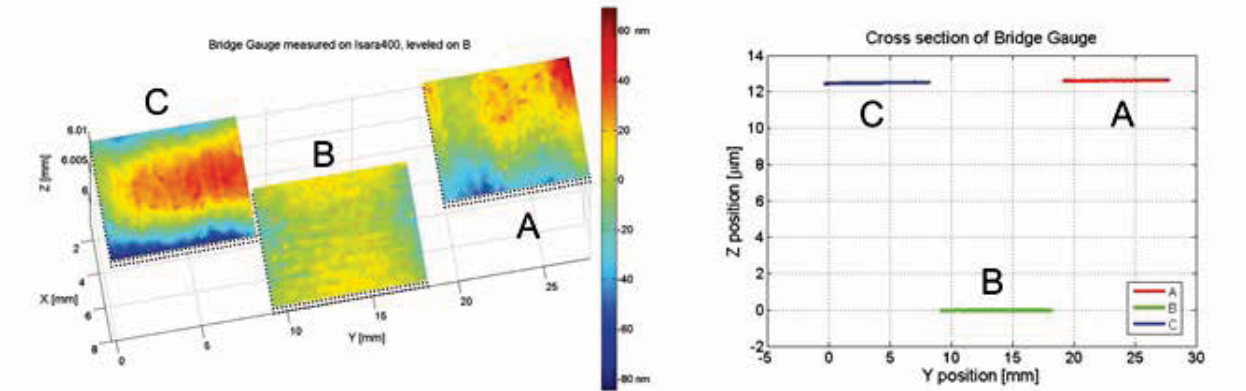 Bridge Gauge measured on Isara400, leveled on B
C
B
A
6.01
6.005
6
Z [mm]
2
4
6
8
X [mm]
0
5
10
15
20
25
Y [mm]
60 nm
40
20
0
-20
-40
-60
-80 nm
Cross section of Bridge Gauge
14
12
10
8
6
4
2
0
-2
Z position [µm]
C
A
B
A
B
C
-5
0
5
10
15
20
25
30
Y position [mm]